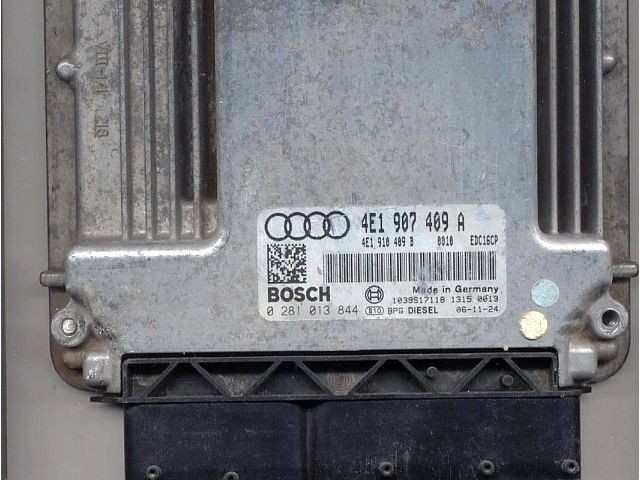 4E1 907 409 A
4E1 910 409 B 0010 EDC16CP
BOSCH
Made in Germany
1039S17118 1315 0013
0 281 013 844 B10 BPG DIESEL 06-11-24